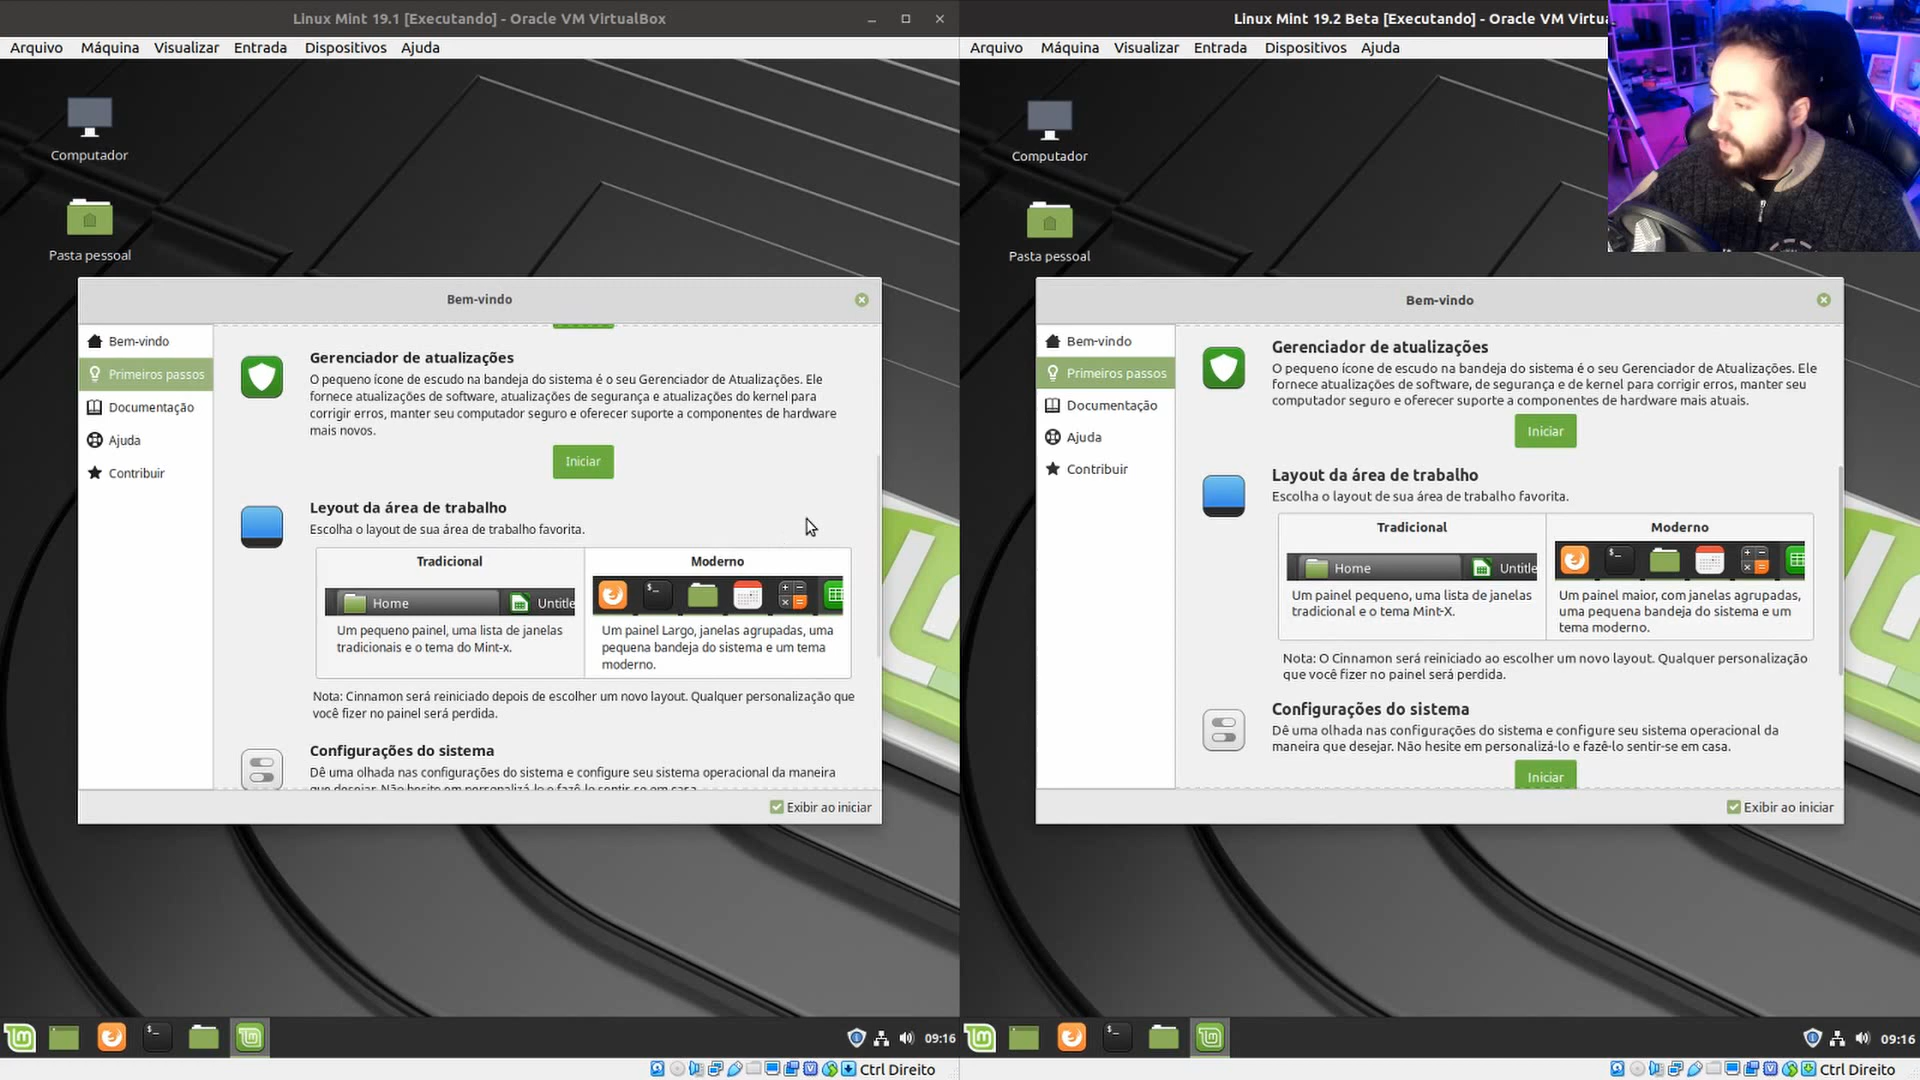 Linux Mint 19.1 [Executando] - Oracle VM VirtualBox
Arquivo Máquina Visualizar Entrada Dispositivos Ajuda
Computador
Pasta pessoal
Bem-vindo
Bem-vindo
Primeiros passos
Documentação
Ajuda
Contribuir
Gerenciador de atualizações
O pequeno ícone de escudo na bandeja do sistema é o seu Gerenciador de Atualizações. Ele
fornece atualizações de software, atualizações de segurança e atualizações do kernel para
corrigir erros, manter seu computador seguro e oferecer suporte a componentes de hardware
mais novos.
Iniciar
Layout da área de trabalho
Escolha o layout de sua área de trabalho favorita.
Tradicional
Home Untitle
Um pequeno painel, uma lista de janelas
tradicionais e o tema do Mint-x.
Moderno
Um painel Largo, janelas agrupadas, uma
pequena bandeja do sistema e um tema
moderno.
Nota: Cinnamon será reiniciado depois de escolher um novo layout. Qualquer personalização que
você fizer no painel será perdida.
Configurações do sistema
Dê uma olhada nas configurações do sistema e configure seu sistema operacional da maneira
que desejar. Não hesite em personalizá-lo e fazê-lo sentir-se em casa.
Exibir ao iniciar
09:16
Ctrl Direito
Linux Mint 19.2 Beta [Executando] - Oracle VM Virtua
Arquivo Máquina Visualizar Entrada Dispositivos Ajuda
Computador
Pasta pessoal
Bem-vindo
Bem-vindo
Primeiros passos
Documentação
Ajuda
Contribuir
Gerenciador de atualizações
O pequeno ícone de escudo na bandeja do sistema é o seu Gerenciador de Atualizações. Ele
fornece atualizações de software, de segurança e de kernel para corrigir erros, manter seu
computador seguro e oferecer suporte a componentes de hardware mais atuais.
Iniciar
Layout da área de trabalho
Escolha o layout de sua área de trabalho favorita.
Tradicional
Home Untitle
Um painel pequeno, uma lista de janelas
tradicional e o tema Mint-X.
Moderno
Um painel maior, com janelas agrupadas,
uma pequena bandeja do sistema e um
tema moderno.
Nota: O Cinnamon será reiniciado ao escolher um novo layout. Qualquer personalização
que você fizer no painel será perdida.
Configurações do sistema
Dê uma olhada nas configurações do sistema e configure seu sistema operacional da
maneira que desejar. Não hesite em personalizá-lo e fazê-lo sentir-se em casa.
Iniciar
Exibir ao iniciar
09:16
Ctrl Direito